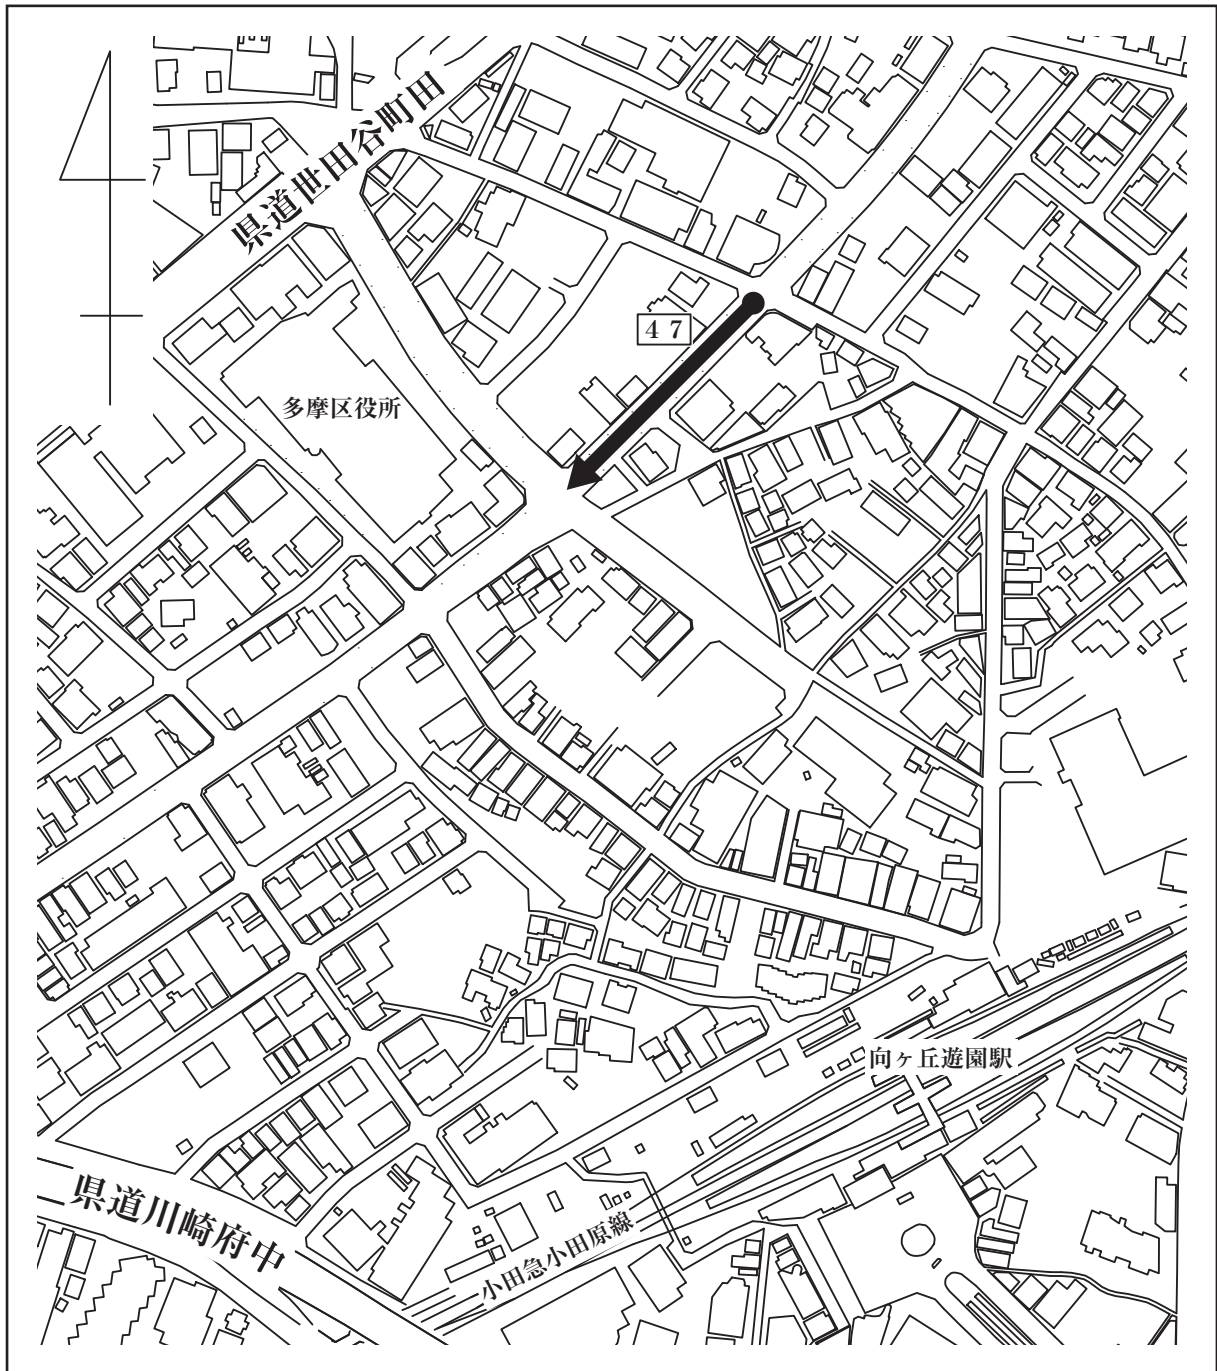 県道世田谷町田
47
多摩区役所
向ヶ丘遊園駅
県道川崎府中
小田急小田原線